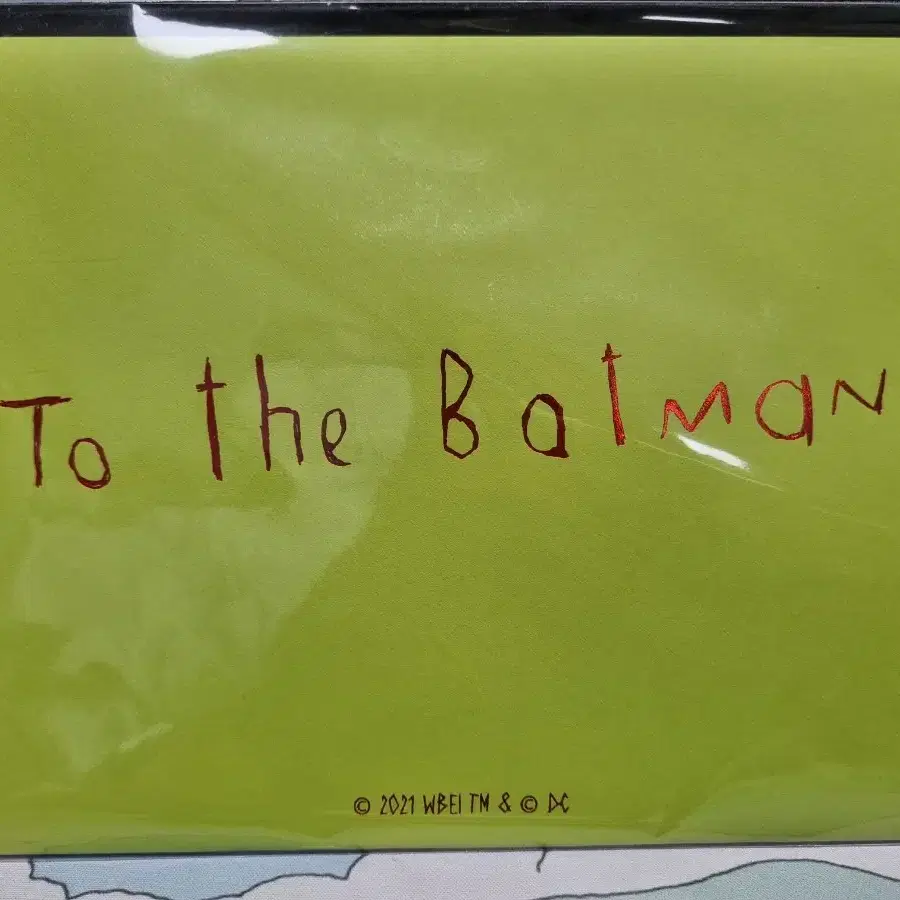 To the Batman
© 2021 WBEI TM & © DC